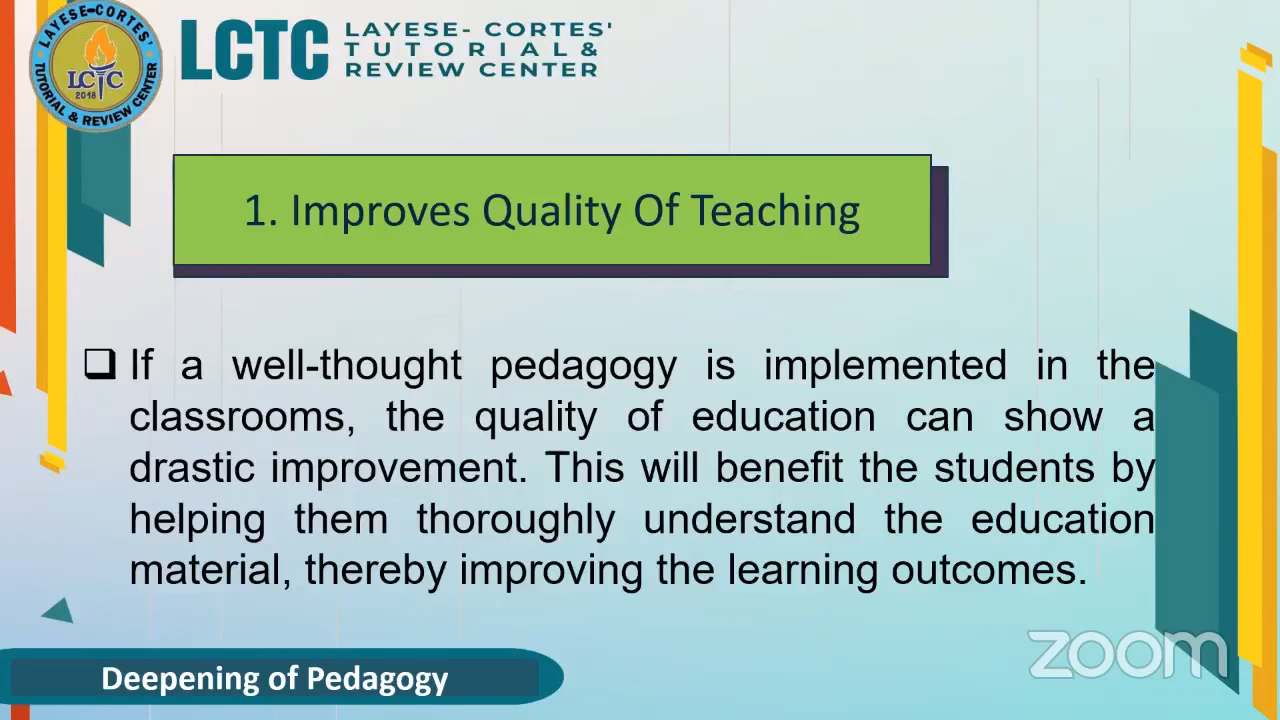 LAYESE-CORTES'
LCTC
2018
TUTORIAL & REVIEW CENTER
LCTC
LAYESE- CORTES'
TUTORIAL &
REVIEW CENTER
1. Improves Quality Of Teaching
❑ If a well-thought pedagogy is implemented in the
classrooms, the quality of education can show a
drastic improvement. This will benefit the students by
helping them thoroughly understand the education
material, thereby improving the learning outcomes.
zoom
Deepening of Pedagogy